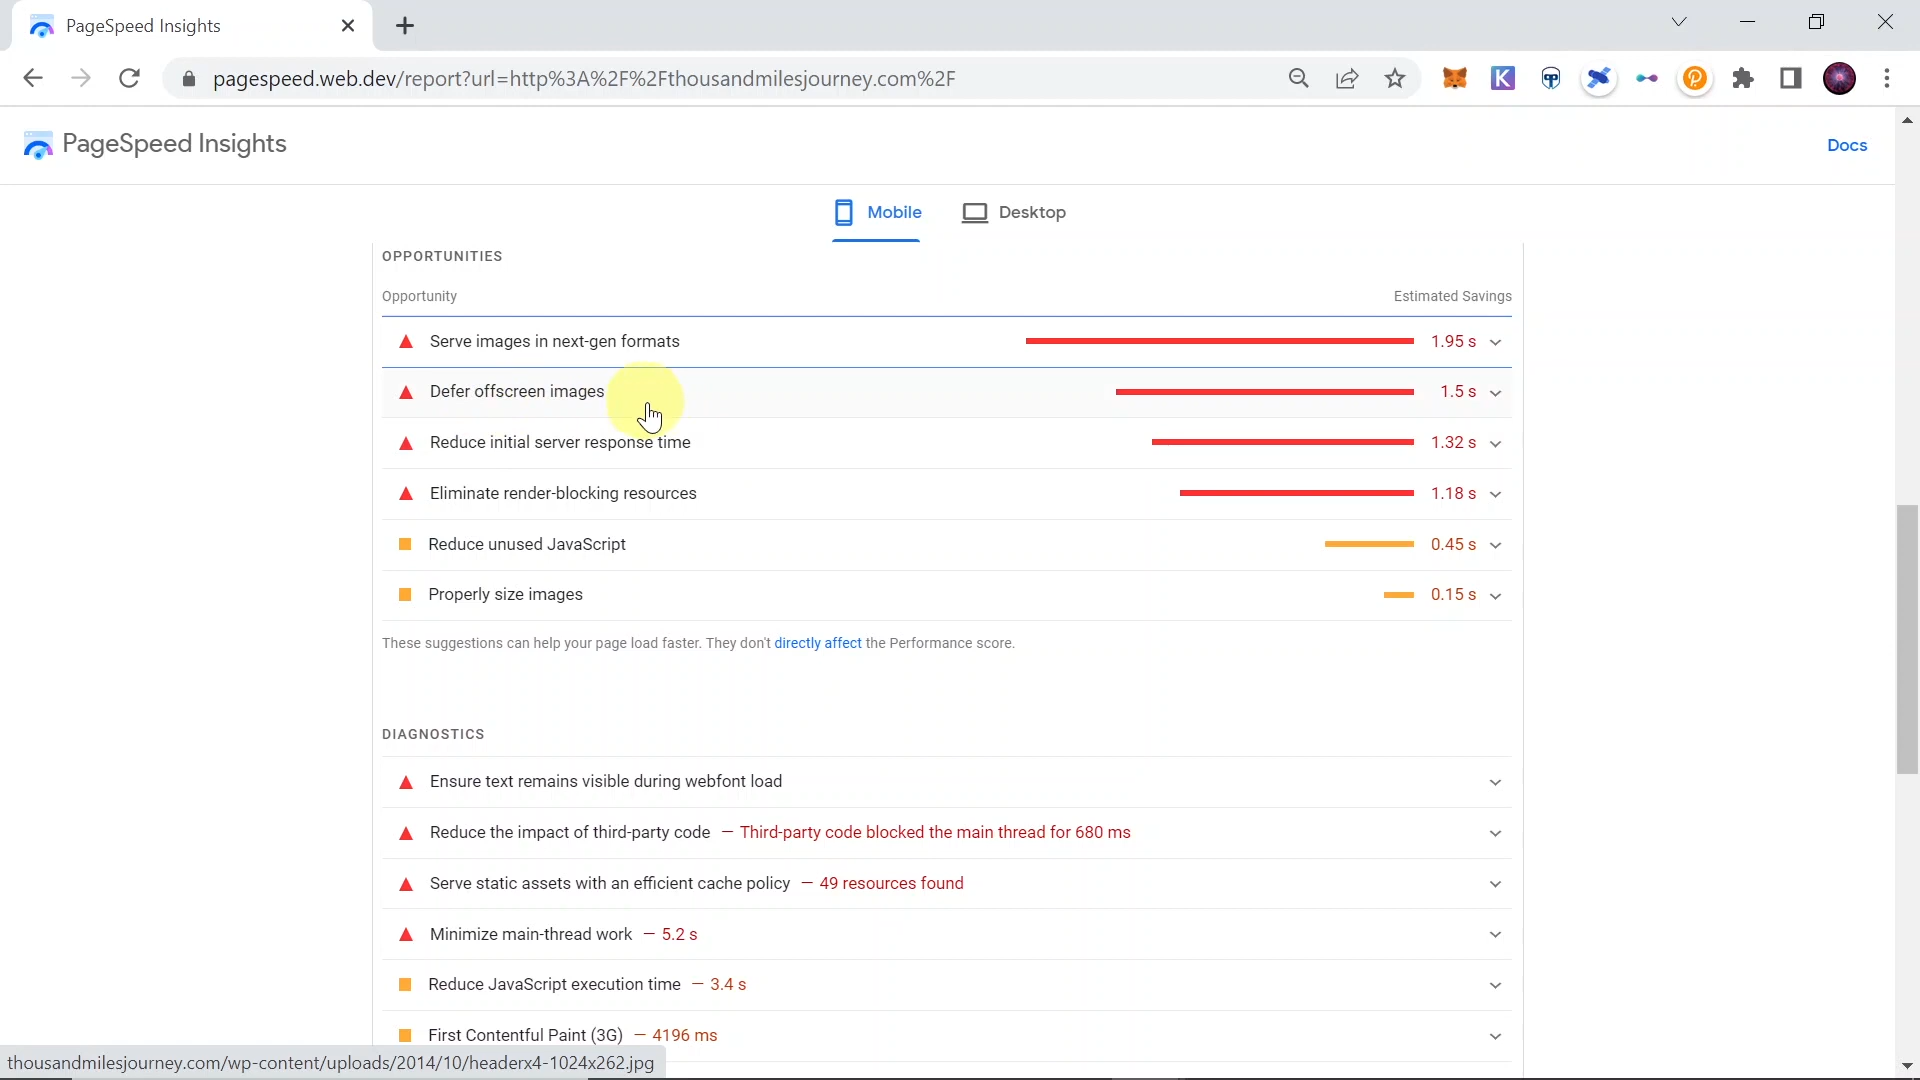 PageSpeed Insights
pagespeed.web.dev/report?url=http%3A%2F%2Fthousandmilesjourney.com%2F
PageSpeed Insights
Docs
Mobile
Desktop
OPPORTUNITIES
Opportunity
Estimated Savings
Serve images in next-gen formats
1.95 s
Defer offscreen images
1.5 s
Reduce initial server response time
1.32 s
Eliminate render-blocking resources
1.18 s
Reduce unused JavaScript
0.45 s
Properly size images
0.15 s
These suggestions can help your page load faster. They don't directly affect the Performance score.
DIAGNOSTICS
Ensure text remains visible during webfont load
Reduce the impact of third-party code — Third-party code blocked the main thread for 680 ms
Serve static assets with an efficient cache policy — 49 resources found
Minimize main-thread work — 5.2 s
Reduce JavaScript execution time — 3.4 s
First Contentful Paint (3G) — 4196 ms
thousandmilesjourney.com/wp-content/uploads/2014/10/headerx4-1024x262.jpg